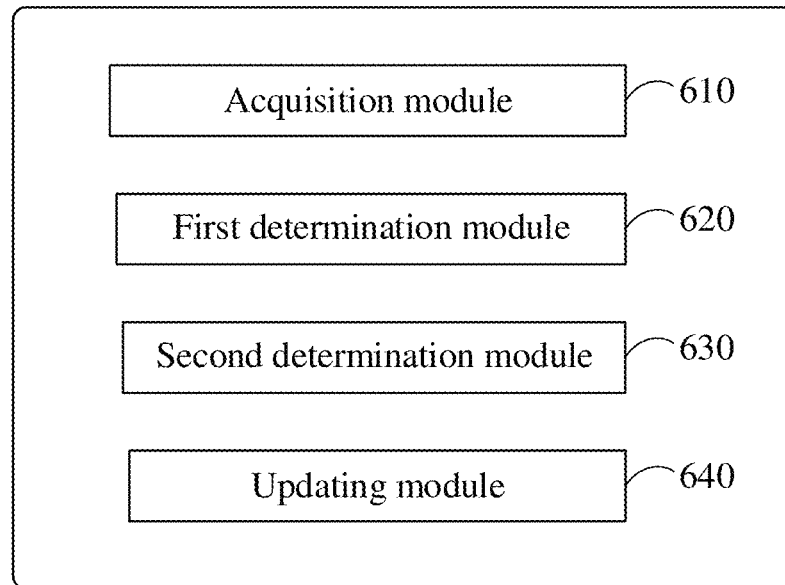 Acquisition module 610
First determination module 620
Second determination module 630
Updating module 640